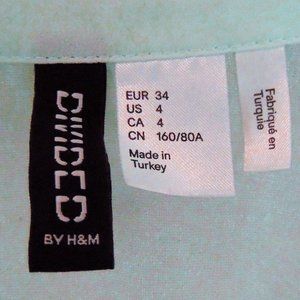 DIVIDED
BY H&M
EUR 34
US 4
CA 4
CN 160/80A
Made in
Turkey
Fabriqué en
Turquie